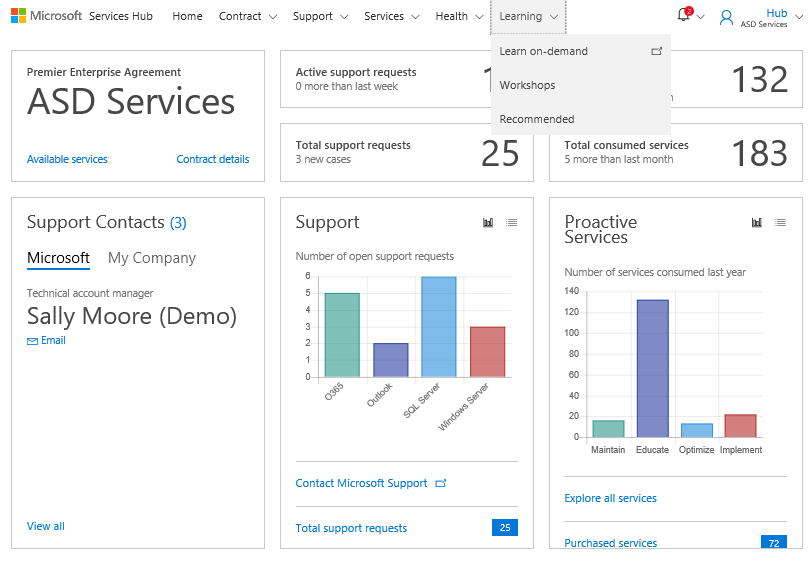 Microsoft Services Hub Home Contract Support Services Health Learning 2 Hub
ASD Services
Learn on-demand
Workshops
Recommended
Premier Enterprise Agreement
ASD Services
Available services Contract details
Active support requests
0 more than last week
132
Total support requests
3 new cases
25
Total consumed services
5 more than last month
183
Support Contacts (3)
Microsoft My Company
Technical account manager
Sally Moore (Demo)
Email
View all
Support
Number of open support requests
6
5
4
3
2
1
0
O365 Outlook SQL Server Windows Server
Contact Microsoft Support
Total support requests 25
Proactive
Services
Number of services consumed last year
140
120
100
80
60
40
20
0
Maintain Educate Optimize Implement
Explore all services
Purchased services 72